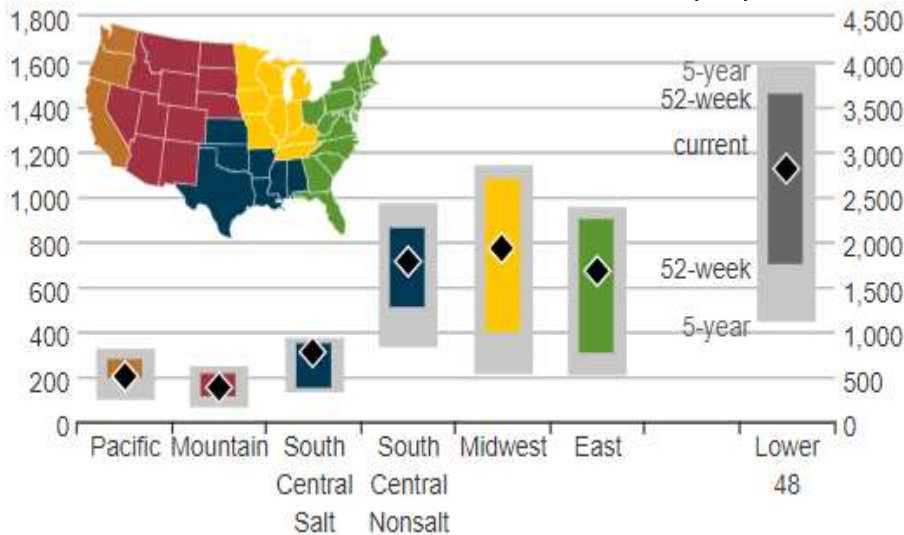 1,800
1,600
1,400
1,200
1,000
800
600
400
200
0
4,500
4,000
3,500
3,000
2,500
2,000
1,500
1,000
500
0
5-year
52-week
current
52-week
5-year
Pacific
Mountain
South
Central
Salt
South
Central
Nonsalt
Midwest
East
Lower
48